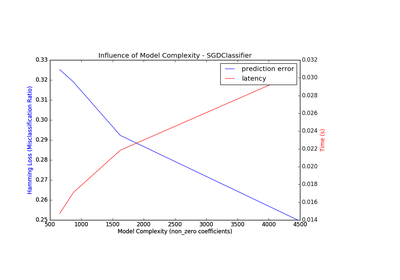 Influence of Model Complexity - SGDClassifier
prediction error
latency
0.33
0.32
0.31
0.30
0.29
0.28
0.27
0.26
0.25
Hamming Loss (Misclassification Ratio)
0.032
0.030
0.028
0.026
0.024
0.022
0.020
0.018
0.016
0.014
Time (s)
500 1000 1500 2000 2500 3000 3500 4000 4500
Model Complexity (non_zero coefficients)